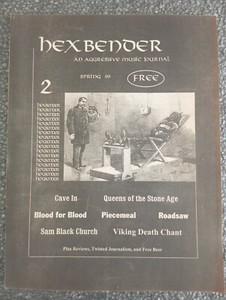 hexbender
an aggressive music journal
spring 99
FREE
2
Cave In Queens of the Stone Age
Blood for Blood Piecemeal Roadsaw
Sam Black Church Viking Death Chant
Plus Reviews, Twisted Journalism, and Free Beer